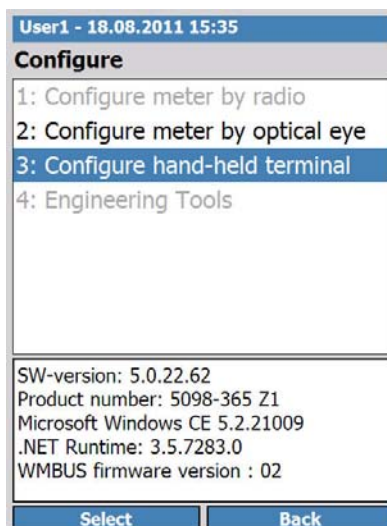 User1 - 18.08.2011 15:35
Configure
1: Configure meter by radio
2: Configure meter by optical eye
3: Configure hand-held terminal
4: Engineering Tools
SW-version: 5.0.22.62
Product number: 5098-365 Z1
Microsoft Windows CE 5.2.21009
.NET Runtime: 3.5.7283.0
WMBUS firmware version : 02
Select Back